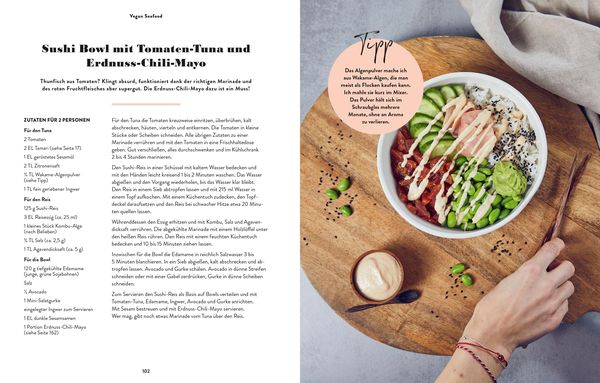 Vegan Seafood
Sushi Bowl mit Tomaten-Tuna und
Erdnuss-Chili-Mayo
Thunfisch aus Tomaten? Klingt absurd, funktioniert dank der richtigen Marinade und
des roten Fruchtfleisches aber supergut. Die Erdnuss-Chili-Mayo dazu ist ein Muss!
ZUTATEN FÜR 2 PERSONEN
Für den Tuna
2 Tomaten
2 EL Tamari (siehe Seite 17)
1 EL geröstetes Sesamöl
2 TL Zitronensaft
½ TL Wakame-Algenpulver
(siehe Tipp)
1 TL fein geriebener Ingwer
Für den Reis
125 g Sushi-Reis
3 EL Reisessig (ca. 25 ml)
1 kleines Stück Kombu-Alge
(nach Belieben)
½ TL Salz (ca. 2,5 g)
1 TL Agavendicksaft (ca. 5 g)
Für die Bowl
120 g tiefgekühlte Edamame
(junge, grüne Sojabohnen)
Salz
½ Avocado
1 Mini-Salatgurke
eingelegter Ingwer zum Servieren
1 EL dunkle Sesamsamen
1 Portion Erdnuss-Chili-Mayo
(siehe Seite 162)
Für den Tuna die Tomaten kreuzweise einritzen, überbrühen, kalt
abschrecken, häuten, vierteln und entkernen. Die Tomaten in kleine
Stücke oder Scheiben schneiden. Alle übrigen Zutaten zu einer
Marinade verrühren und mit den Tomaten in eine Frischhaltedose
geben. Gut verschließen, alles durchschwenken und im Kühlschrank
2 bis 4 Stunden marinieren.
Den Sushi-Reis in einer Schüssel mit kaltem Wasser bedecken und
mit den Händen leicht kreisend 1 bis 2 Minuten waschen. Das Wasser
abgießen und den Vorgang wiederholen, bis das Wasser klar bleibt.
Den Reis in einem Sieb abtropfen lassen und mit 215 ml Wasser in
einem Topf aufkochen. Mit einem Küchentuch zudecken, den Topf-
deckel daraufsetzen und den Reis bei schwacher Hitze etwa 20 Minu-
ten quellen lassen.
Währenddessen den Essig erhitzen und mit Kombu, Salz und Agaven-
dicksaft verrühren. Die abgekühlte Marinade mit einem Holzlöffel unter
den heißen Reis rühren. Den Reis mit einem feuchten Küchentuch
bedecken und 10 bis 15 Minuten ziehen lassen.
Inzwischen für die Bowl die Edamame in reichlich Salzwasser 3 bis
5 Minuten blanchieren. In ein Sieb abgießen, kalt abschrecken und ab-
tropfen lassen. Avocado und Gurke schälen. Avocado in dünne Streifen
schneiden oder mit einer Gabel zerdrücken, Gurke in dünne Scheiben
schneiden.
Zum Servieren den Sushi-Reis als Basis auf Bowls verteilen und mit
Tomaten-Tuna, Edamame, Ingwer, Avocado und Gurke anrichten.
Mit Sesam bestreuen und mit Erdnuss-Chili-Mayo servieren.
Wer mag, gibt noch etwas Marinade vom Tuna über den Reis.
102
Tipp
Das Algenpulver mache ich
aus Wakame-Algen, die man
meist als Flocken kaufen kann.
Ich mahle sie kurz im Mixer.
Das Pulver hält sich im
Schraubglas mehrere
Monate, ohne an Aroma
zu verlieren.